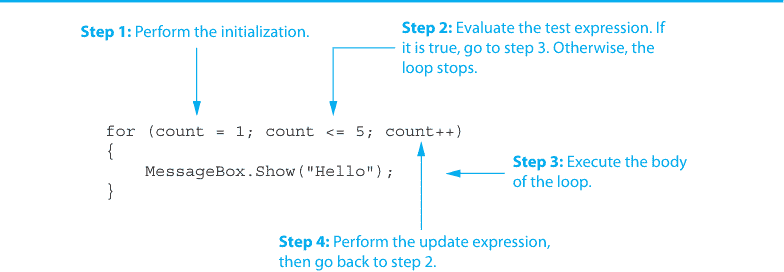 Step 1: Perform the initialization.
Step 2: Evaluate the test expression. If
it is true, go to step 3. Otherwise, the
loop stops.
for (count = 1; count <= 5; count++)
{
MessageBox.Show("Hello");
}
Step 3: Execute the body
of the loop.
Step 4: Perform the update expression,
then go back to step 2.